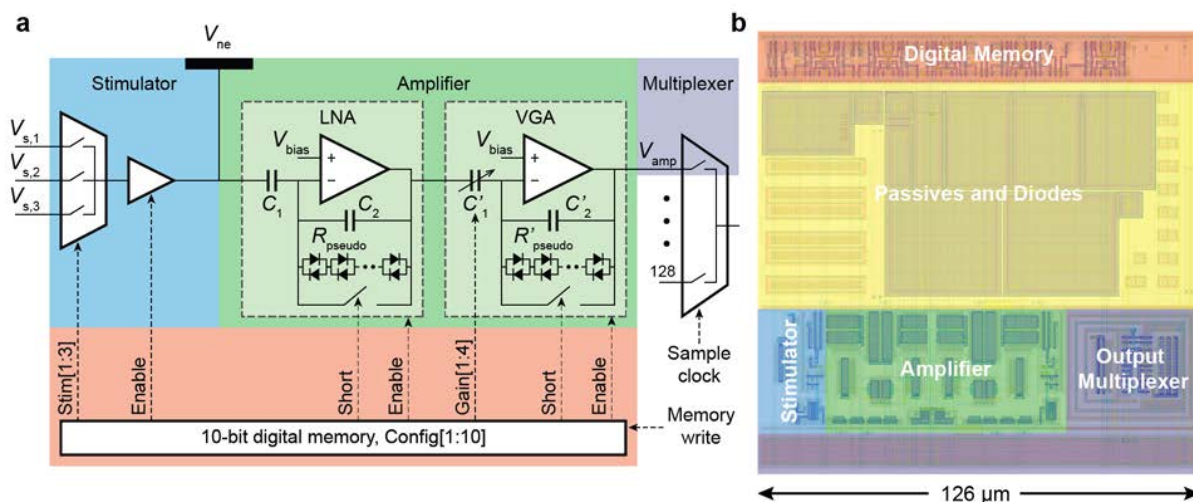 a
V_ne
Stimulator
Amplifier
Multiplexer
LNA
VGA
V_s,1
V_s,2
V_s,3
V_bias
+
−
C_1
C_2
R_pseudo
V_bias
+
−
C'_1
C'_2
R'_pseudo
V_amp
128
Sample
clock
Stim[1:3]
Enable
Short
Enable
Gain[1:4]
Short
Enable
10-bit digital memory, Config[1:10]
Memory
write
b
Digital Memory
Passives and Diodes
Stimulator
Amplifier
Output
Multiplexer
126 µm